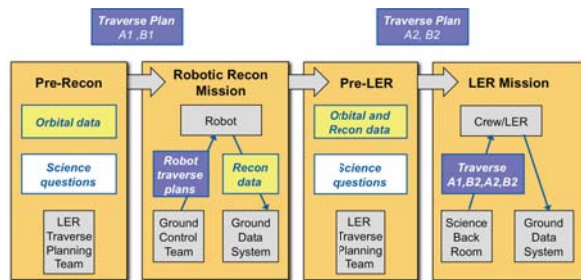 Traverse Plan
A1 ,B1
Traverse Plan
A2, B2
Pre-Recon
Orbital data
Science
questions
LER
Traverse
Planning
Team
Robotic Recon
Mission
Robot
Robot
traverse
plans
Recon
data
Ground
Control
Team
Ground
Data
System
Pre-LER
Orbital and
Recon data
Science
questions
LER
Traverse
Planning
Team
LER Mission
Crew/LER
Traverse
A1,B2,A2,B2
Science
Back
Room
Ground
Data
System